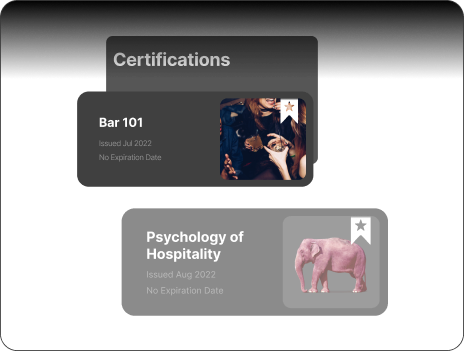 Certifications
Bar 101
Issued Jul 2022
No Expiration Date
Psychology of
Hospitality
Issued Aug 2022
No Expiration Date